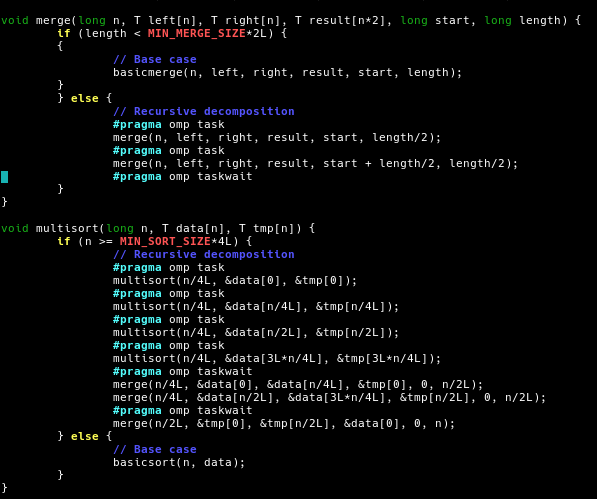 void merge(long n, T left[n], T right[n], T result[n*2], long start, long length) {
        if (length < MIN_MERGE_SIZE*2L) {
        {
                // Base case
                basicmerge(n, left, right, result, start, length);
        }
        } else {
                // Recursive decomposition
                #pragma omp task
                merge(n, left, right, result, start, length/2);
                #pragma omp task
                merge(n, left, right, result, start + length/2, length/2);
                #pragma omp taskwait
        }
}

void multisort(long n, T data[n], T tmp[n]) {
        if (n >= MIN_SORT_SIZE*4L) {
                // Recursive decomposition
                #pragma omp task
                multisort(n/4L, &data[0], &tmp[0]);
                #pragma omp task
                multisort(n/4L, &data[n/4L], &tmp[n/4L]);
                #pragma omp task
                multisort(n/4L, &data[n/2L], &tmp[n/2L]);
                #pragma omp task
                multisort(n/4L, &data[3L*n/4L], &tmp[3L*n/4L]);
                #pragma omp taskwait
                merge(n/4L, &data[0], &data[n/4L], &tmp[0], 0, n/2L);
                merge(n/4L, &data[n/2L], &data[3L*n/4L], &tmp[n/2L], 0, n/2L);
                #pragma omp taskwait
                merge(n/2L, &tmp[0], &tmp[n/2L], &data[0], 0, n);
        } else {
                // Base case
                basicsort(n, data);
        }
}